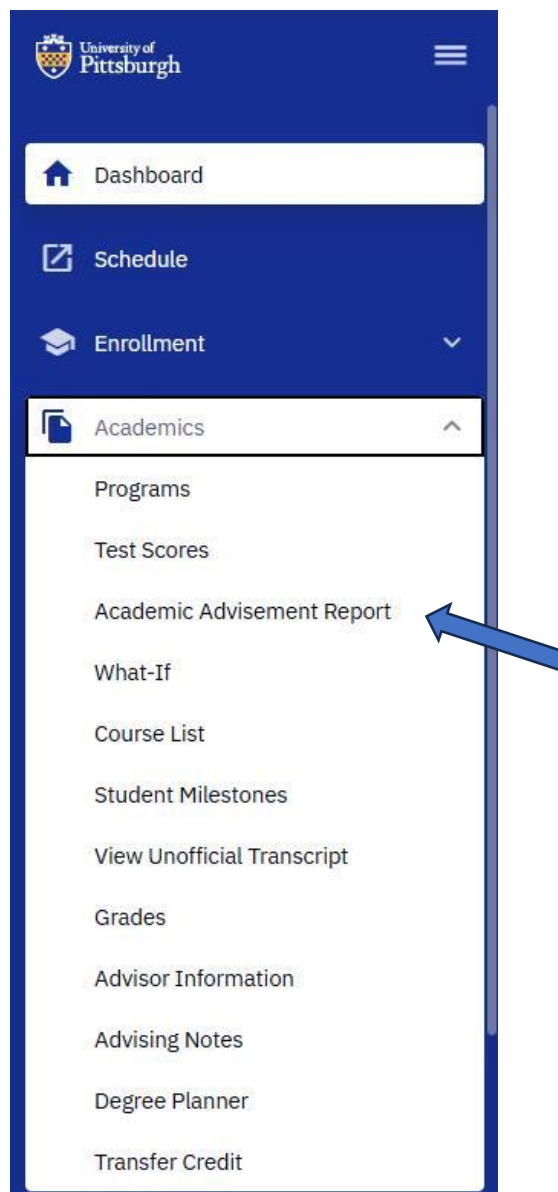 University of
Pittsburgh
Dashboard
Schedule
Enrollment
Academics
Programs
Test Scores
Academic Advisement Report
What-If
Course List
Student Milestones
View Unofficial Transcript
Grades
Advisor Information
Advising Notes
Degree Planner
Transfer Credit